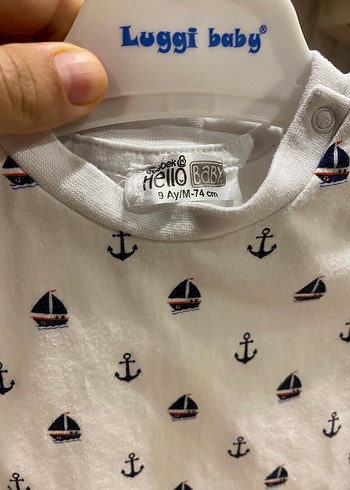 Luggi baby®
bebek
Hello BABY
9 Ay/M-74 cm